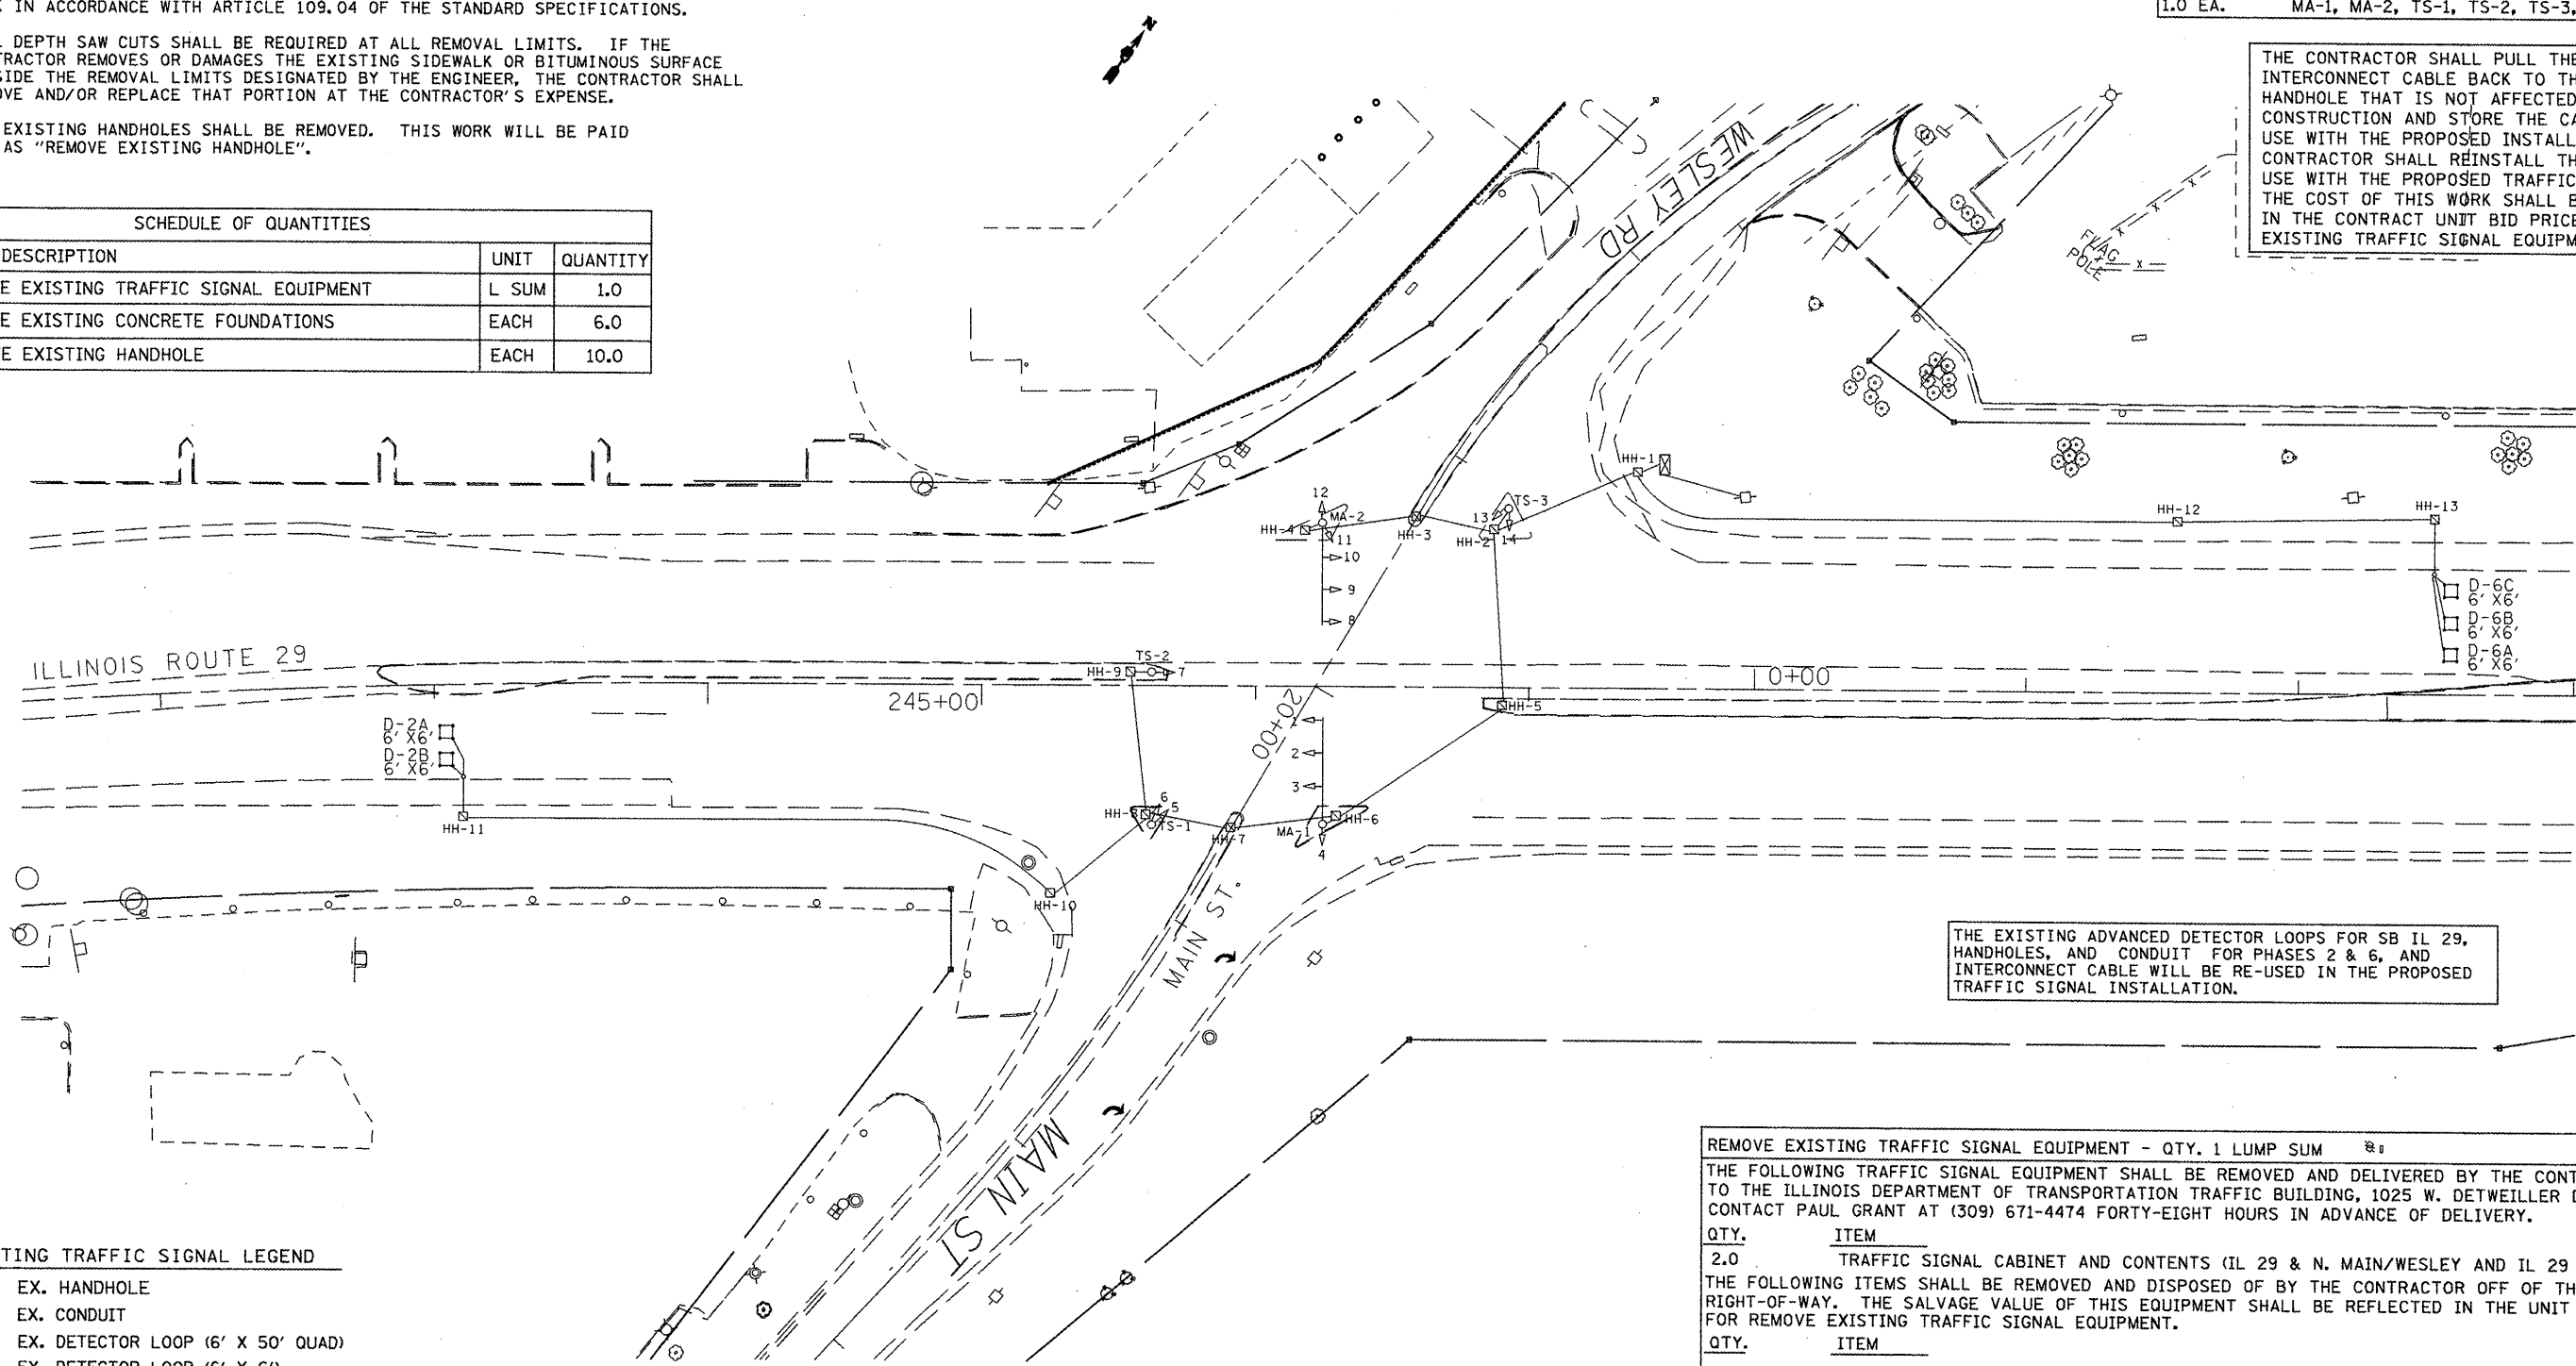 IN ACCORDANCE WITH ARTICLE 109.04 OF THE STANDARD SPECIFICATIONS.
DEPTH SAW CUTS SHALL BE REQUIRED AT ALL REMOVAL LIMITS. IF THE
TRACTOR REMOVES OR DAMAGES THE EXISTING SIDEWALK OR BITUMINOUS SURFACE
SIDE THE REMOVAL LIMITS DESIGNATED BY THE ENGINEER, THE CONTRACTOR SHALL
OVE AND/OR REPLACE THAT PORTION AT THE CONTRACTOR'S EXPENSE.
EXISTING HANDHOLES SHALL BE REMOVED. THIS WORK WILL BE PAID
AS "REMOVE EXISTING HANDHOLE".
SCHEDULE OF QUANTITIES
DESCRIPTION UNIT QUANTITY
E EXISTING TRAFFIC SIGNAL EQUIPMENT L SUM 1.0
E EXISTING CONCRETE FOUNDATIONS EACH 6.0
E EXISTING HANDHOLE EACH 10.0
N
1.0 EA. MA-1, MA-2, TS-1, TS-2, TS-3,
THE CONTRACTOR SHALL PULL THE
INTERCONNECT CABLE BACK TO TH
HANDHOLE THAT IS NOT AFFECTED
CONSTRUCTION AND STORE THE CA
USE WITH THE PROPOSED INSTALL
CONTRACTOR SHALL REINSTALL TH
USE WITH THE PROPOSED TRAFFIC
THE COST OF THIS WORK SHALL B
IN THE CONTRACT UNIT BID PRICE
EXISTING TRAFFIC SIGNAL EQUIPM
WESLEY RD
FLAG
POLE
HH-1
12
MA-2
HH-4
11
10
9
8
HH-3
TS-3
13
HH-2
14
HH-12
HH-13
D-6C
6' X6'
D-6B
6' X6'
D-6A
6' X6'
ILLINOIS ROUTE 29
TS-2
HH-9
7
245+00
0+00
HH-5
20+00
1
2
3
D-2A
6' X6'
D-2B
6' X6'
HH-11
6
HH-8
5
TS-1
HH-7
MA-1
HH-6
4
HH-10
MAIN ST.
MAIN ST
THE EXISTING ADVANCED DETECTOR LOOPS FOR SB IL 29,
HANDHOLES, AND CONDUIT FOR PHASES 2 & 6, AND
INTERCONNECT CABLE WILL BE RE-USED IN THE PROPOSED
TRAFFIC SIGNAL INSTALLATION.
REMOVE EXISTING TRAFFIC SIGNAL EQUIPMENT - QTY. 1 LUMP SUM
THE FOLLOWING TRAFFIC SIGNAL EQUIPMENT SHALL BE REMOVED AND DELIVERED BY THE CONT
TO THE ILLINOIS DEPARTMENT OF TRANSPORTATION TRAFFIC BUILDING, 1025 W. DETWEILLER D
CONTACT PAUL GRANT AT (309) 671-4474 FORTY-EIGHT HOURS IN ADVANCE OF DELIVERY.
QTY. ITEM
2.0 TRAFFIC SIGNAL CABINET AND CONTENTS (IL 29 & N. MAIN/WESLEY AND IL 29
THE FOLLOWING ITEMS SHALL BE REMOVED AND DISPOSED OF BY THE CONTRACTOR OFF OF TH
RIGHT-OF-WAY. THE SALVAGE VALUE OF THIS EQUIPMENT SHALL BE REFLECTED IN THE UNIT
FOR REMOVE EXISTING TRAFFIC SIGNAL EQUIPMENT.
QTY. ITEM
TING TRAFFIC SIGNAL LEGEND
EX. HANDHOLE
EX. CONDUIT
EX. DETECTOR LOOP (6' X 50' QUAD)
EX. DETECTOR LOOP (6' X 6')